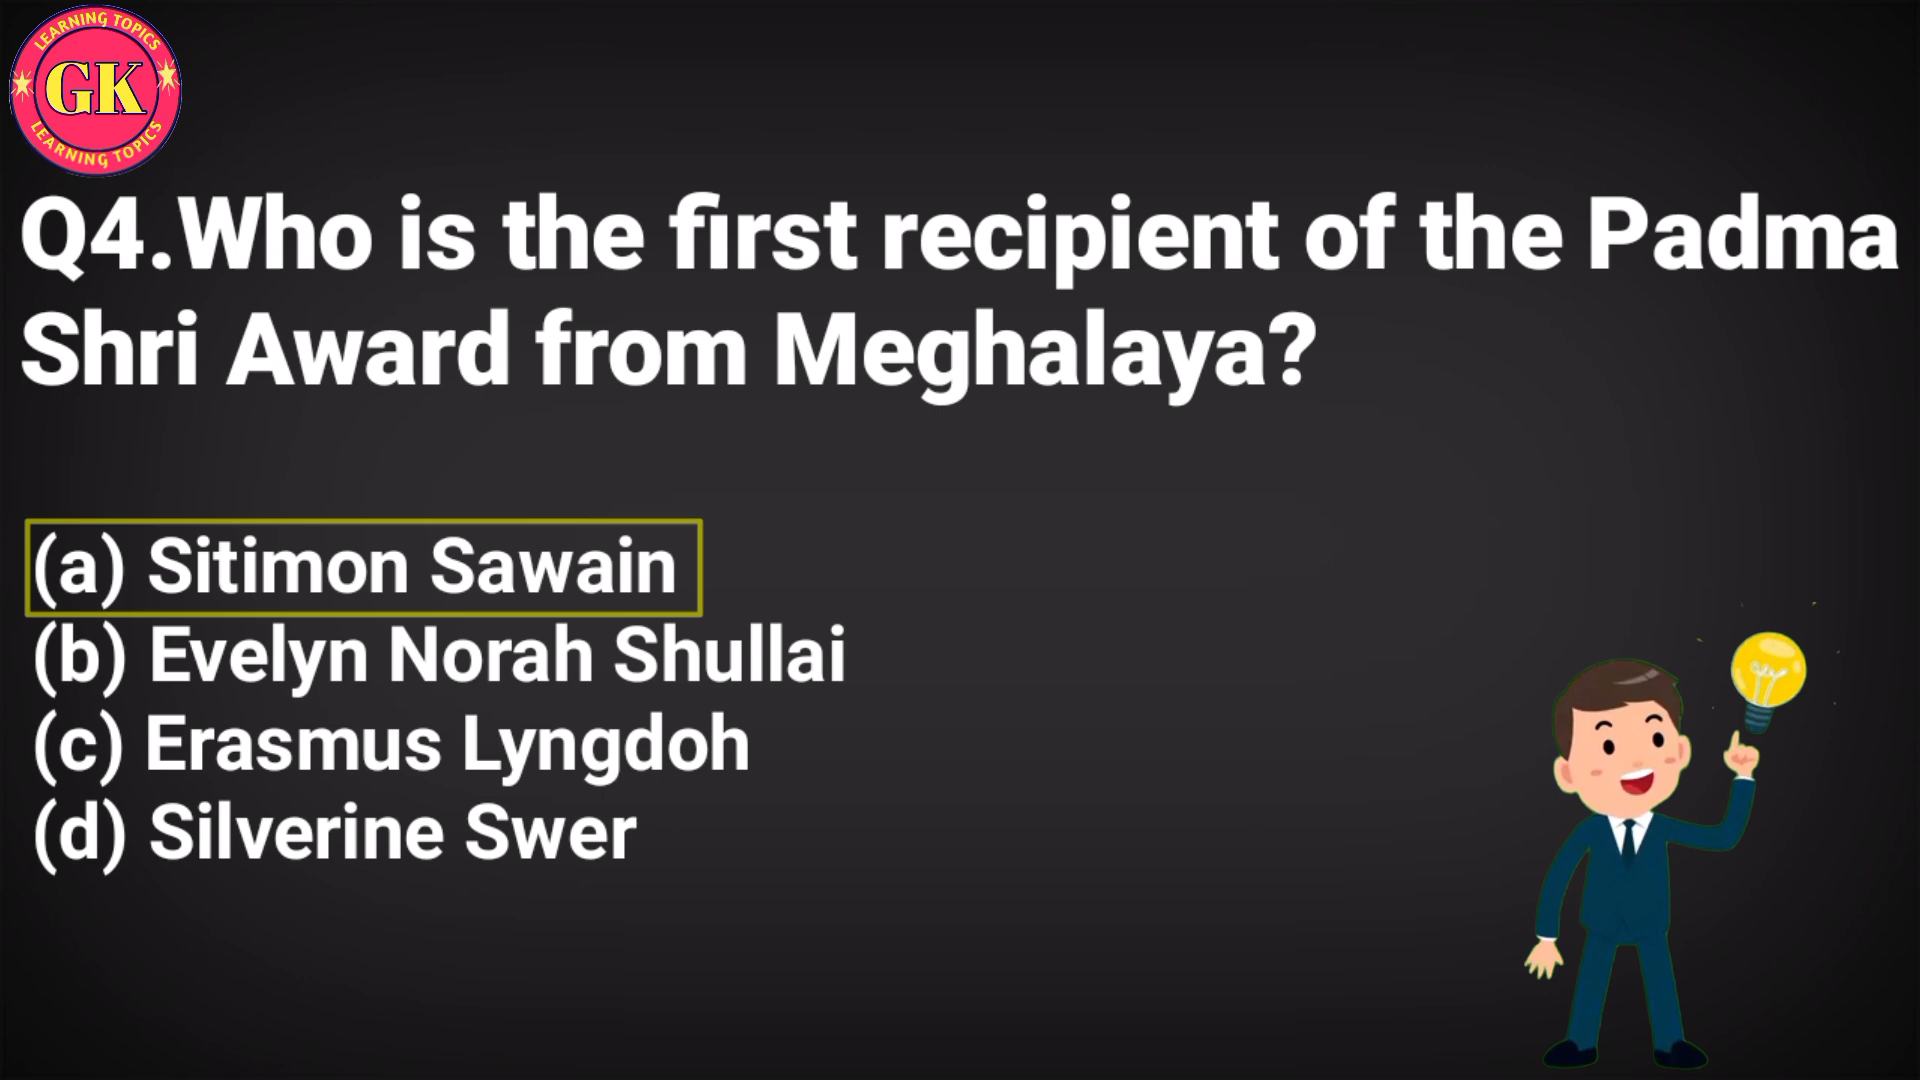 LEARNING TOPICS
GK
LEARNING TOPICS
Q4.Who is the first recipient of the Padma
Shri Award from Meghalaya?
(a) Sitimon Sawain
(b) Evelyn Norah Shullai
(c) Erasmus Lyngdoh
(d) Silverine Swer